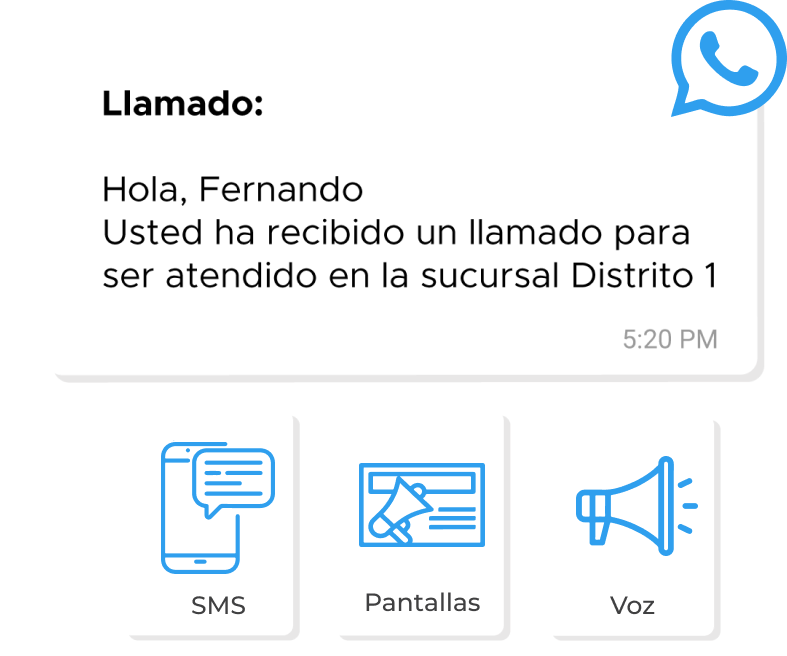 Llamado:
Hola, Fernando
Usted ha recibido un llamado para
ser atendido en la sucursal Distrito 1
5:20 PM
SMS
Pantallas
Voz